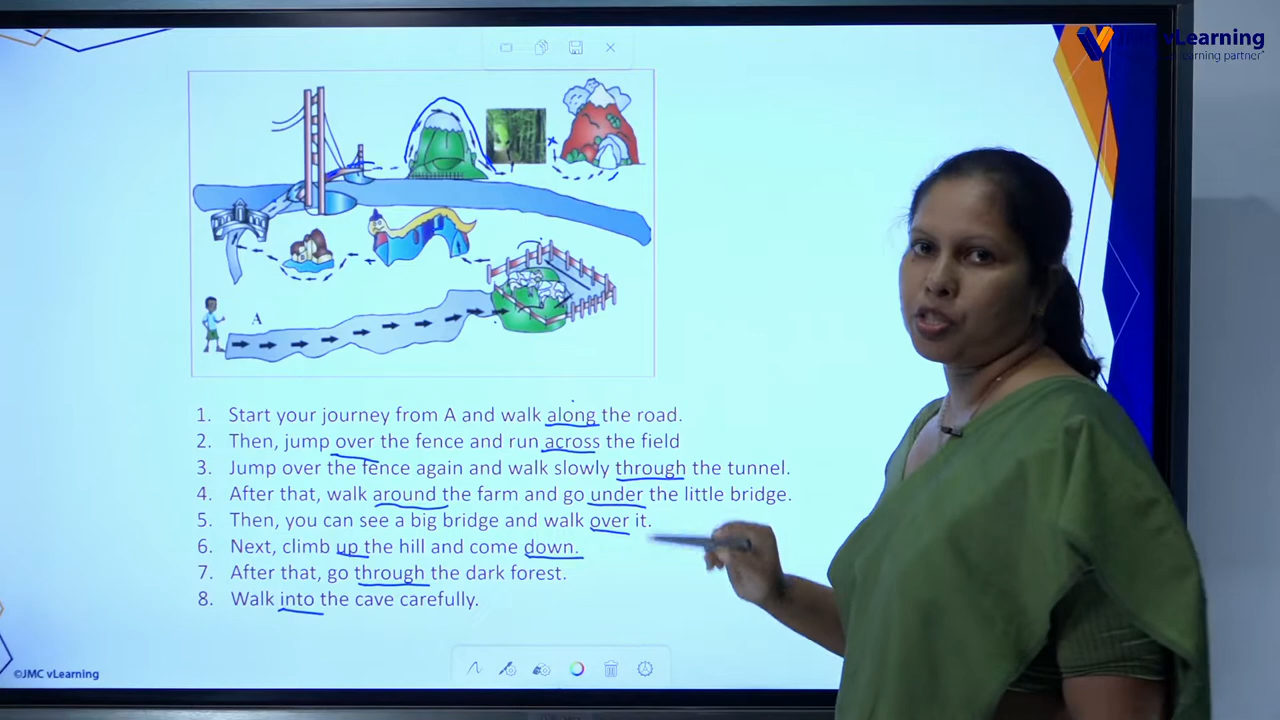 vLearning
learning partner
A
1. Start your journey from A and walk along the road.
2. Then, jump over the fence and run across the field
3. Jump over the fence again and walk slowly through the tunnel.
4. After that, walk around the farm and go under the little bridge.
5. Then, you can see a big bridge and walk over it.
6. Next, climb up the hill and come down.
7. After that, go through the dark forest.
8. Walk into the cave carefully.
©JMC vLearning